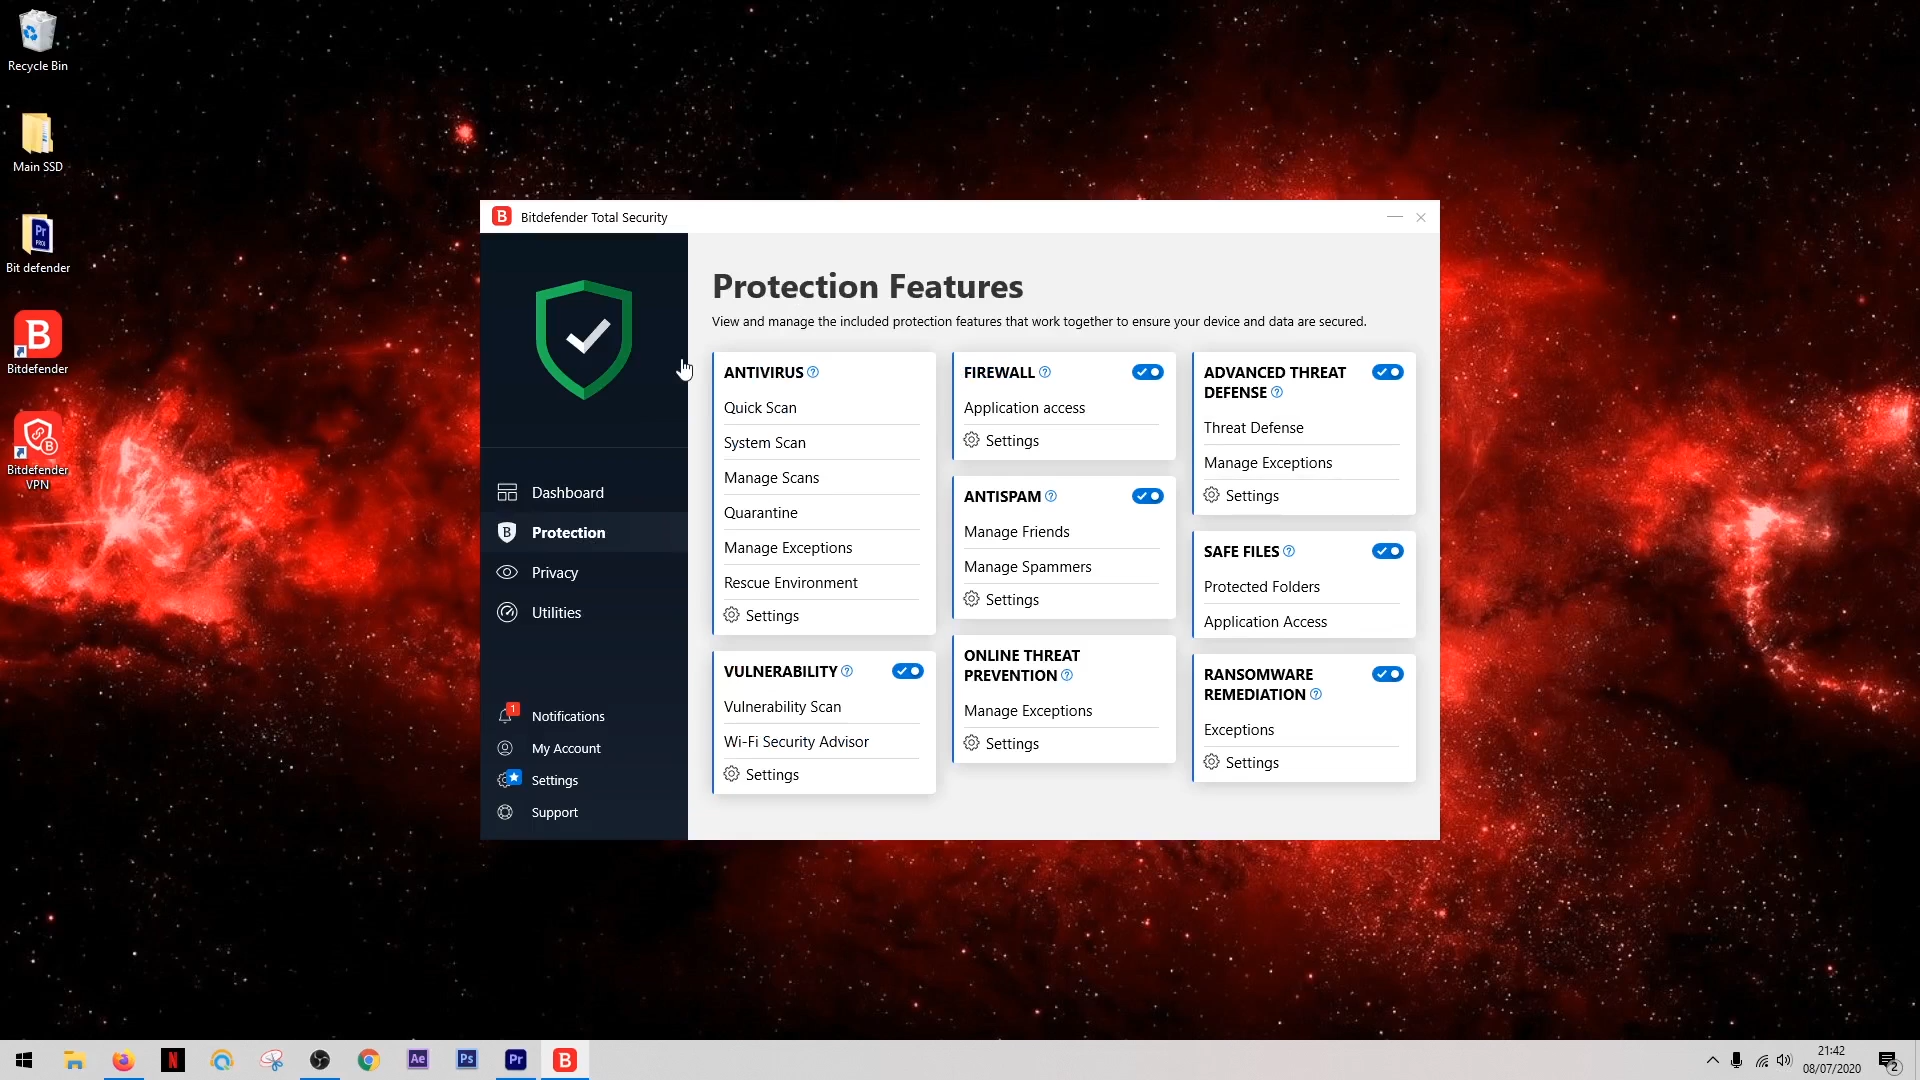 Recycle Bin
Main SSD
Bit defender
Bitdefender
Bitdefender
VPN
Bitdefender Total Security
Dashboard
Protection
Privacy
Utilities
1
Notifications
My Account
Settings
Support
Protection Features
View and manage the included protection features that work together to ensure your device and data are secured.
ANTIVIRUS
Quick Scan
System Scan
Manage Scans
Quarantine
Manage Exceptions
Rescue Environment
Settings
VULNERABILITY
Vulnerability Scan
Wi-Fi Security Advisor
Settings
FIREWALL
Application access
Settings
ANTISPAM
Manage Friends
Manage Spammers
Settings
ONLINE THREAT
PREVENTION
Manage Exceptions
Settings
ADVANCED THREAT
DEFENSE
Threat Defense
Manage Exceptions
Settings
SAFE FILES
Protected Folders
Application Access
RANSOMWARE
REMEDIATION
Exceptions
Settings
N
Ae
Ps
Pr
B
21:42
08/07/2020
2